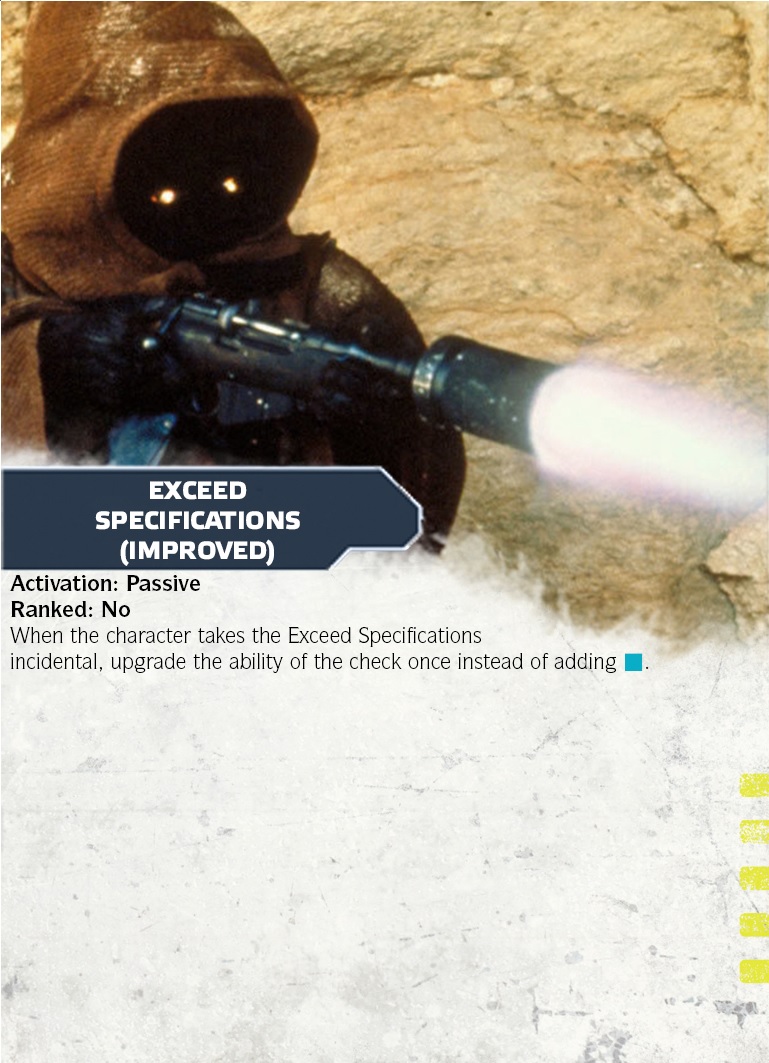 EXCEED
SPECIFICATIONS
(IMPROVED)
Activation: Passive
Ranked: No
When the character takes the Exceed Specifications
incidental, upgrade the ability of the check once instead of adding .